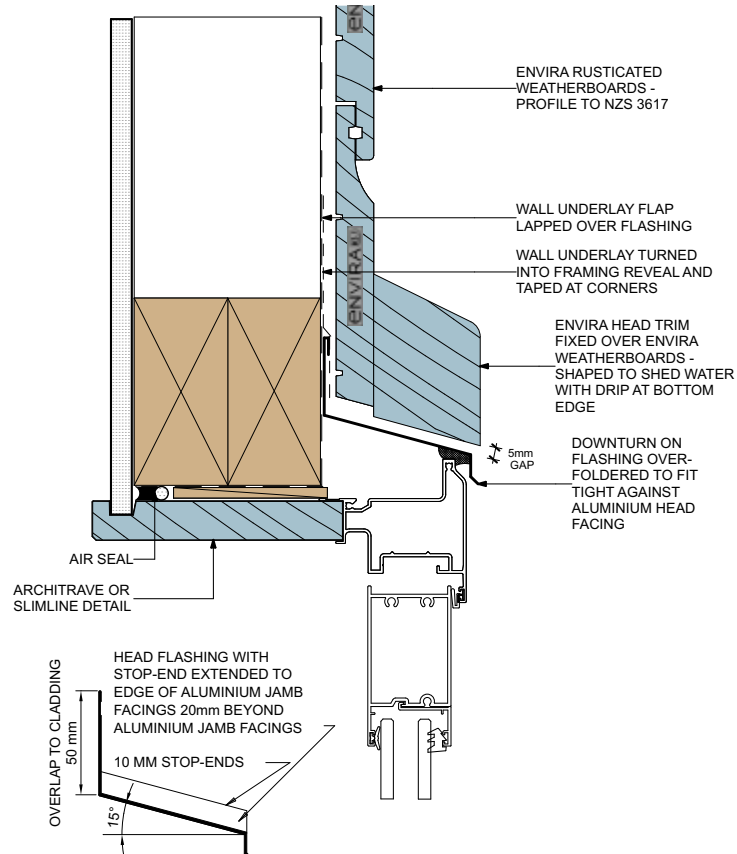 ENVIRA
ENVIRA RUSTICATED
WEATHERBOARDS -
PROFILE TO NZS 3617
WALL UNDERLAY FLAP
LAPPED OVER FLASHING
WALL UNDERLAY TURNED
INTO FRAMING REVEAL AND
TAPED AT CORNERS
ENVIRA
ENVIRA HEAD TRIM
FIXED OVER ENVIRA
WEATHERBOARDS -
SHAPED TO SHED WATER
WITH DRIP AT BOTTOM
EDGE
5mm
GAP
DOWNTURN ON
FLASHING OVER-
FOLDERED TO FIT
TIGHT AGAINST
ALUMINIUM HEAD
FACING
AIR SEAL
ARCHITRAVE OR
SLIMLINE DETAIL
HEAD FLASHING WITH
STOP-END EXTENDED TO
EDGE OF ALUMINIUM JAMB
FACINGS 20mm BEYOND
ALUMINIUM JAMB FACINGS
10 MM STOP-ENDS
OVERLAP TO CLADDING
50 mm
15°